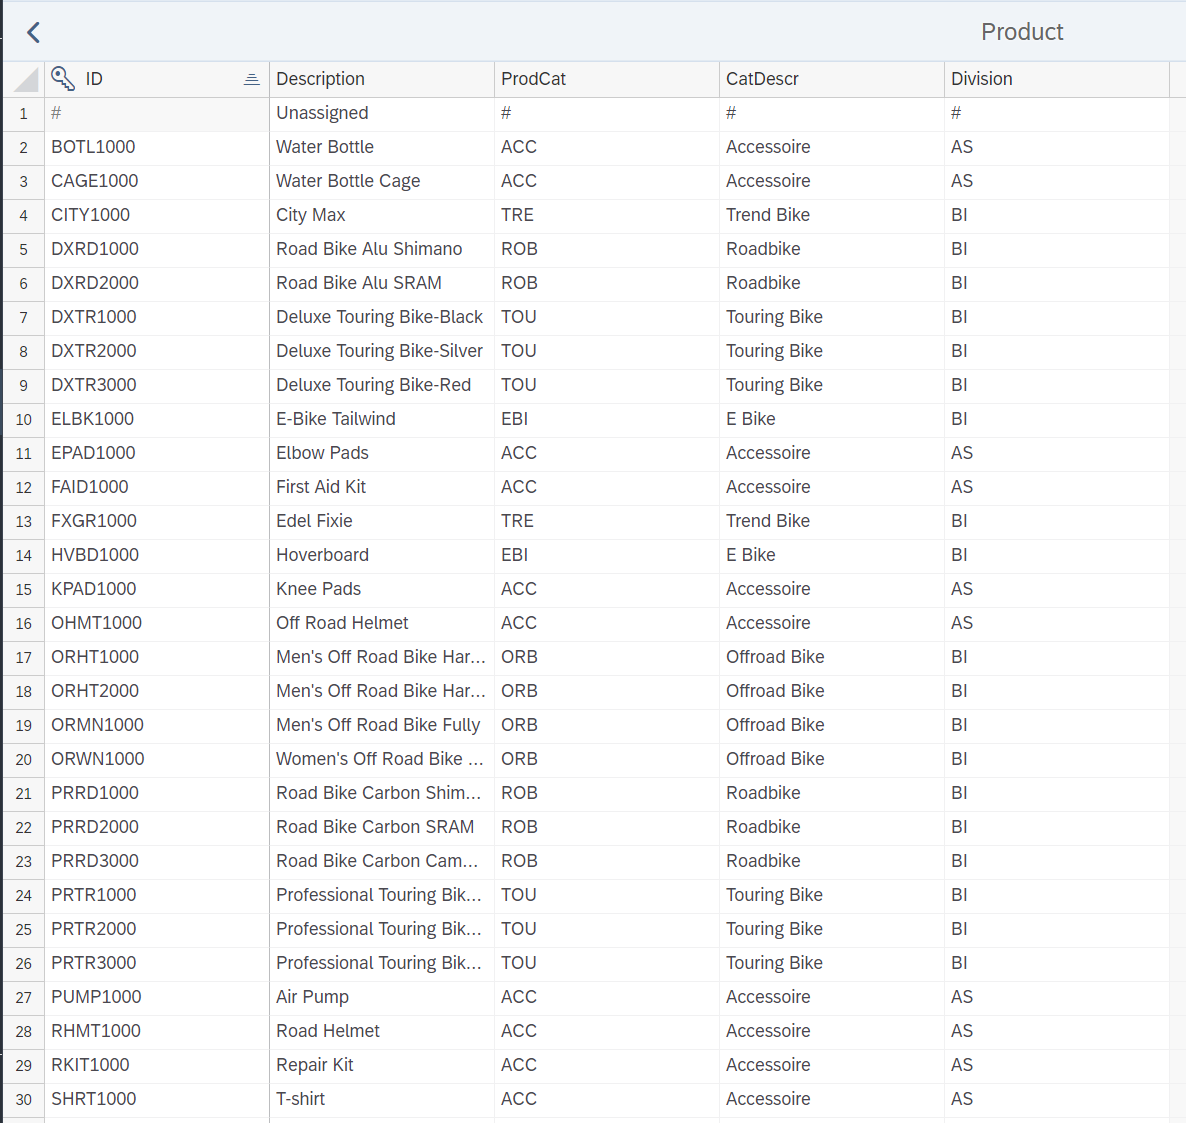 Product
ID Description ProdCat CatDescr Division
1 # Unassigned # # #
2 BOTL1000 Water Bottle ACC Accessoire AS
3 CAGE1000 Water Bottle Cage ACC Accessoire AS
4 CITY1000 City Max TRE Trend Bike BI
5 DXRD1000 Road Bike Alu Shimano ROB Roadbike BI
6 DXRD2000 Road Bike Alu SRAM ROB Roadbike BI
7 DXTR1000 Deluxe Touring Bike-Black TOU Touring Bike BI
8 DXTR2000 Deluxe Touring Bike-Silver TOU Touring Bike BI
9 DXTR3000 Deluxe Touring Bike-Red TOU Touring Bike BI
10 ELBK1000 E-Bike Tailwind EBI E Bike BI
11 EPAD1000 Elbow Pads ACC Accessoire AS
12 FAID1000 First Aid Kit ACC Accessoire AS
13 FXGR1000 Edel Fixie TRE Trend Bike BI
14 HVBD1000 Hoverboard EBI E Bike BI
15 KPAD1000 Knee Pads ACC Accessoire AS
16 OHMT1000 Off Road Helmet ACC Accessoire AS
17 ORHT1000 Men's Off Road Bike Har... ORB Offroad Bike BI
18 ORHT2000 Men's Off Road Bike Har... ORB Offroad Bike BI
19 ORMN1000 Men's Off Road Bike Fully ORB Offroad Bike BI
20 ORWN1000 Women's Off Road Bike ... ORB Offroad Bike BI
21 PRRD1000 Road Bike Carbon Shim... ROB Roadbike BI
22 PRRD2000 Road Bike Carbon SRAM ROB Roadbike BI
23 PRRD3000 Road Bike Carbon Cam... ROB Roadbike BI
24 PRTR1000 Professional Touring Bik... TOU Touring Bike BI
25 PRTR2000 Professional Touring Bik... TOU Touring Bike BI
26 PRTR3000 Professional Touring Bik... TOU Touring Bike BI
27 PUMP1000 Air Pump ACC Accessoire AS
28 RHMT1000 Road Helmet ACC Accessoire AS
29 RKIT1000 Repair Kit ACC Accessoire AS
30 SHRT1000 T-shirt ACC Accessoire AS